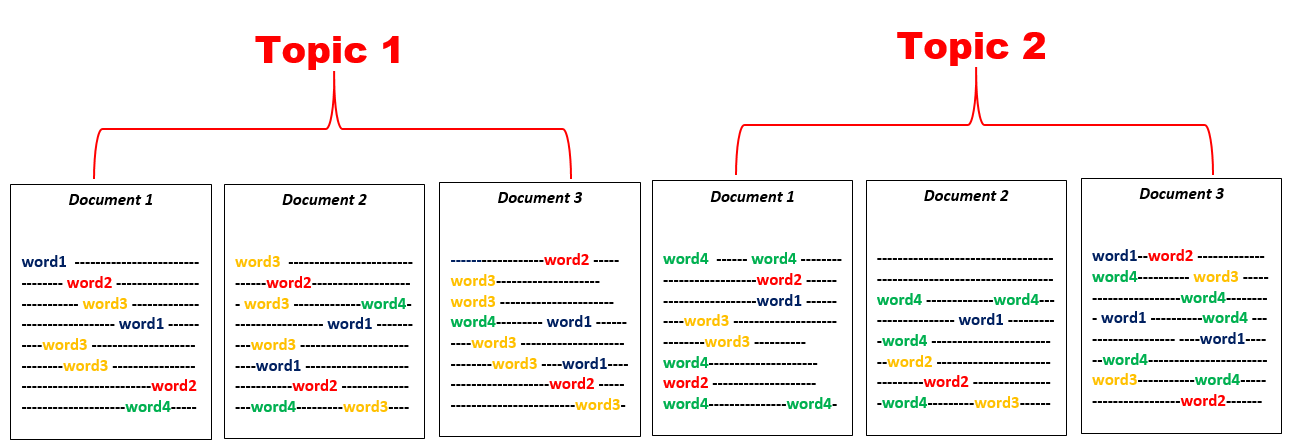 Topic 1
Document 1
word1 -----------------------
-------- word2 ----------------
----------- word3 -------------
------------------ word1 ------
----word3 --------------------
--------word3 -----------------
-------------------------word2
--------------------word4-----
Document 2
word3 ------------------------
------word2-------------------
- word3 -------------word4-
----------------- word1 -------
---word3 ---------------------
----word1---------------------
-----------word2 -------------
---word4---------word3----
Document 3
------------------word2 -----
word3--------------------
word3 ----------------------
word4--------- word1 ------
----word3 -------------------
--------word3 ----word1----
-------------------word2 -----
------------------------word3-
Topic 2
Document 1
word4 ------ word4 --------
------------------word2 ------
------------------word1 ------
----word3 --------------------
--------word3 ----------
word4---------------------
word2 --------------------
word4---------------word4-
Document 2
----------------------------------
----------------------------------
word4 -------------word4---
--------------- word1 ---------
-word4-----------------------
--word2 ----------------------
---------word2 ---------------
-word4---------word3------
Document 3
word1--word2 -------------
word4---------- word3 -----
-----------------word4--------
- word1 -----------word4 ---
---------------- ----word1----
--word4----------------------
word3-----------word4-----
-----------------word2-------